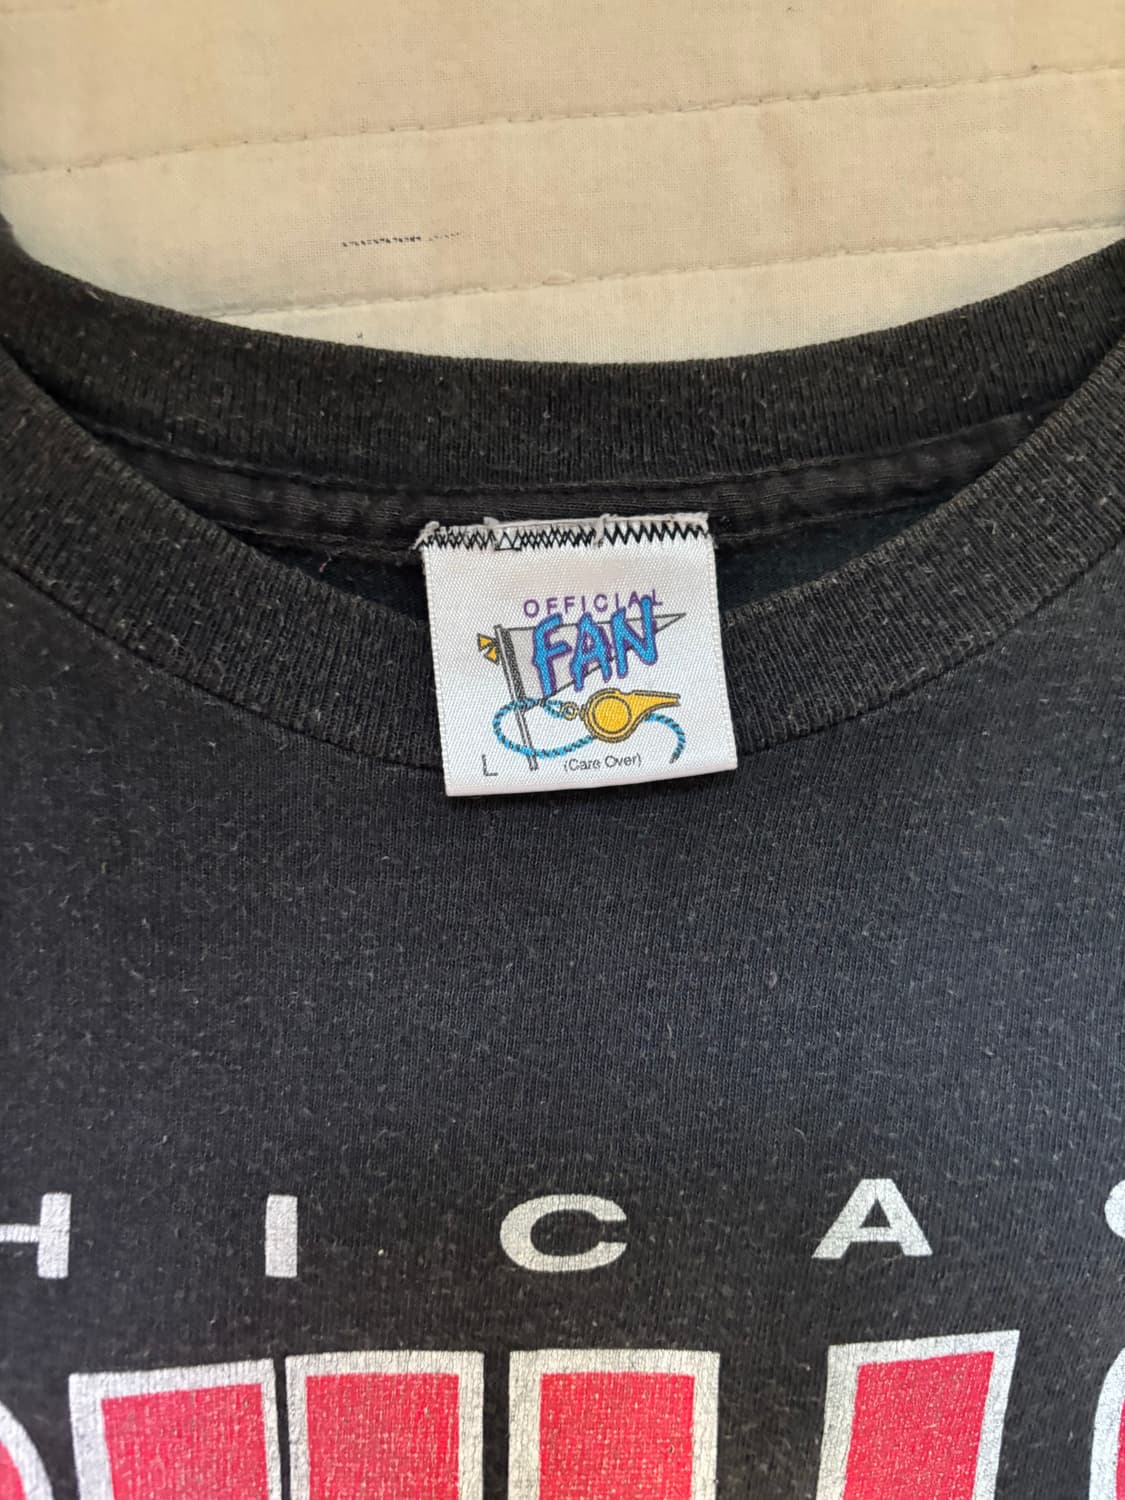 OFFICIAL
FAN
L (Care Over)
HICA